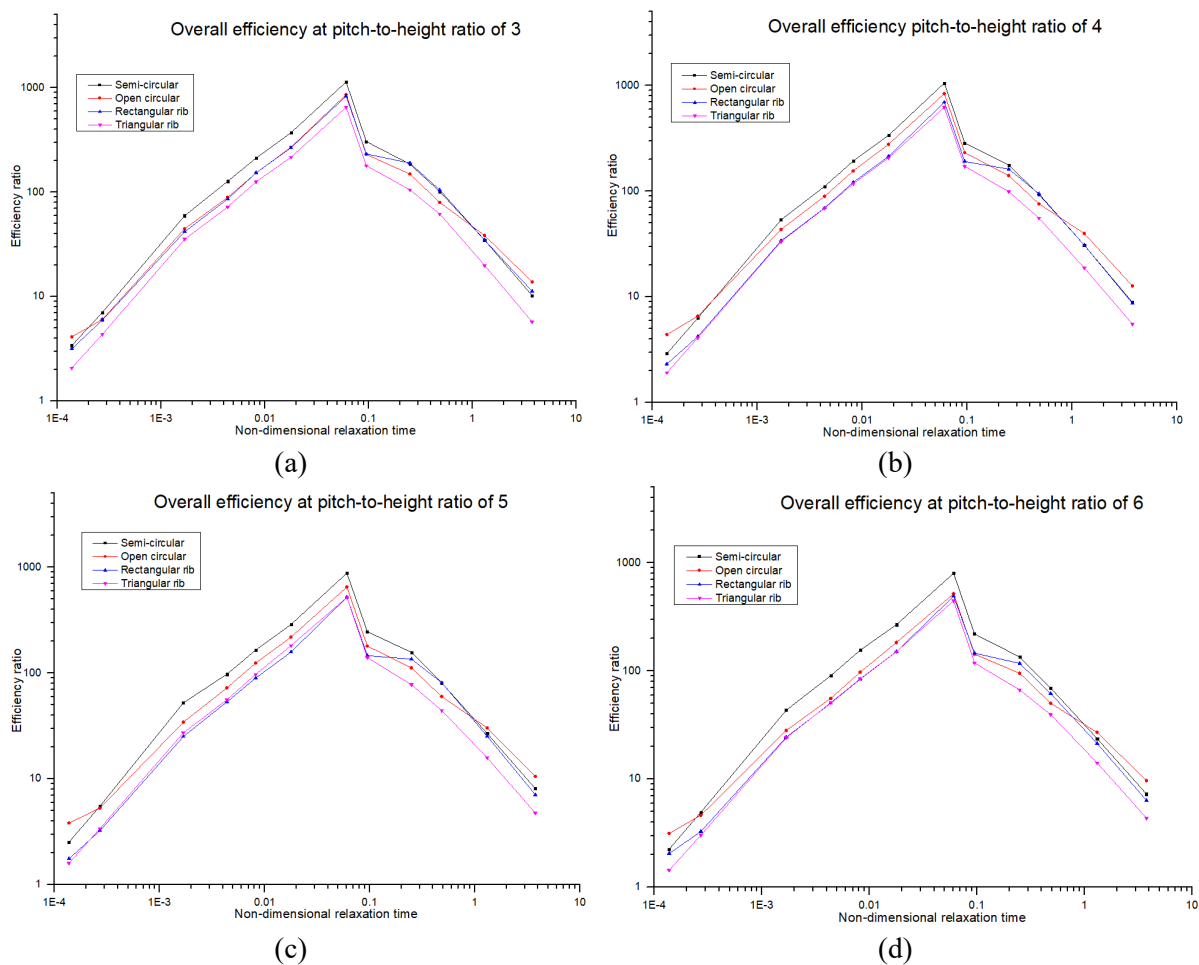 Overall efficiency at pitch-to-height ratio of 3
1000
100
10
1
Efficiency ratio
Semi-circular
Open circular
Rectangular rib
Triangular rib
1E-4 1E-3 0.01 0.1 1 10
Non-dimensional relaxation time
(a)
Overall efficiency pitch-to-height ratio of 4
1000
100
10
1
Efficiency ratio
Semi-circular
Open circular
Rectangular rib
Triangular rib
1E-4 1E-3 0.01 0.1 1 10
Non-dimensional relaxation time
(b)
Overall efficiency at pitch-to-height ratio of 5
1000
100
10
1
Efficiency ratio
Semi-circular
Open circular
Rectangular rib
Triangular rib
1E-4 1E-3 0.01 0.1 1 10
Non-dimensional relaxation time
(c)
Overall efficiency at pitch-to-height ratio of 6
1000
100
10
1
Efficiency ratio
Semi-circular
Open circular
Rectangular rib
Triangular rib
1E-4 1E-3 0.01 0.1 1 10
Non-dimensional relaxation time
(d)